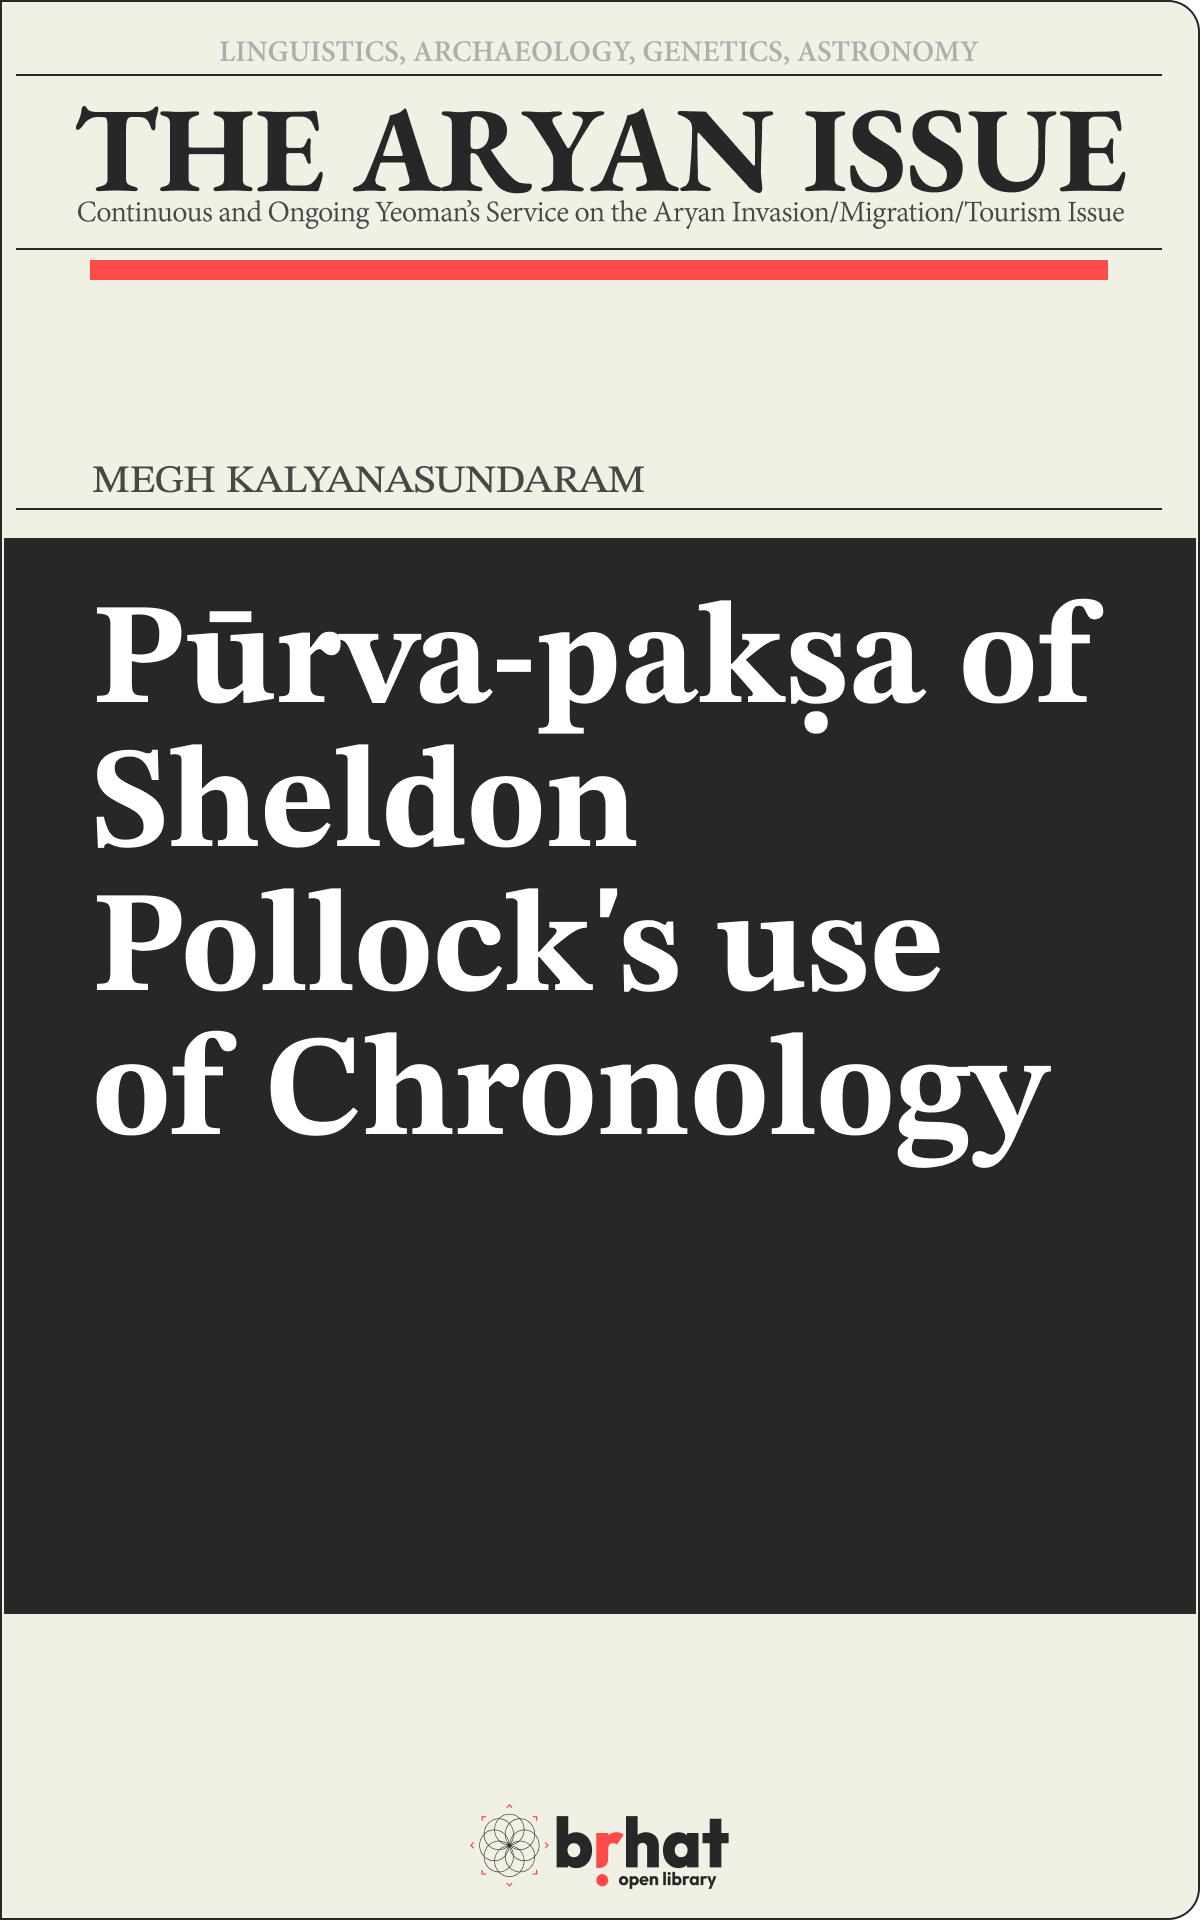 LINGUISTICS, ARCHAEOLOGY, GENETICS, ASTRONOMY
THE ARYAN ISSUE
Continuous and Ongoing Yeoman’s Service on the Aryan Invasion/Migration/Tourism Issue
MEGH KALYANASUNDARAM
Pūrva-pakṣa of
Sheldon
Pollock's use
of Chronology
bṛhat
open library